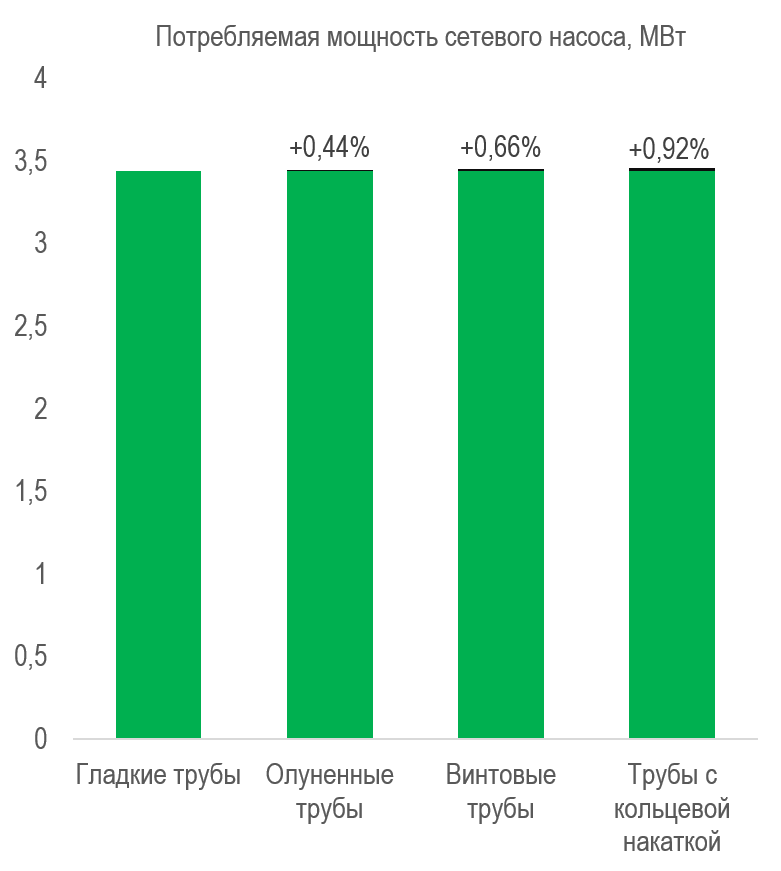 Потребляемая мощность сетевого насоса, МВт
4
3,5
3
2,5
2
1,5
1
0,5
0
+0,44%
+0,66%
+0,92%
Гладкие трубы
Олуненные
трубы
Винтовые
трубы
Трубы с
кольцевой
накаткой